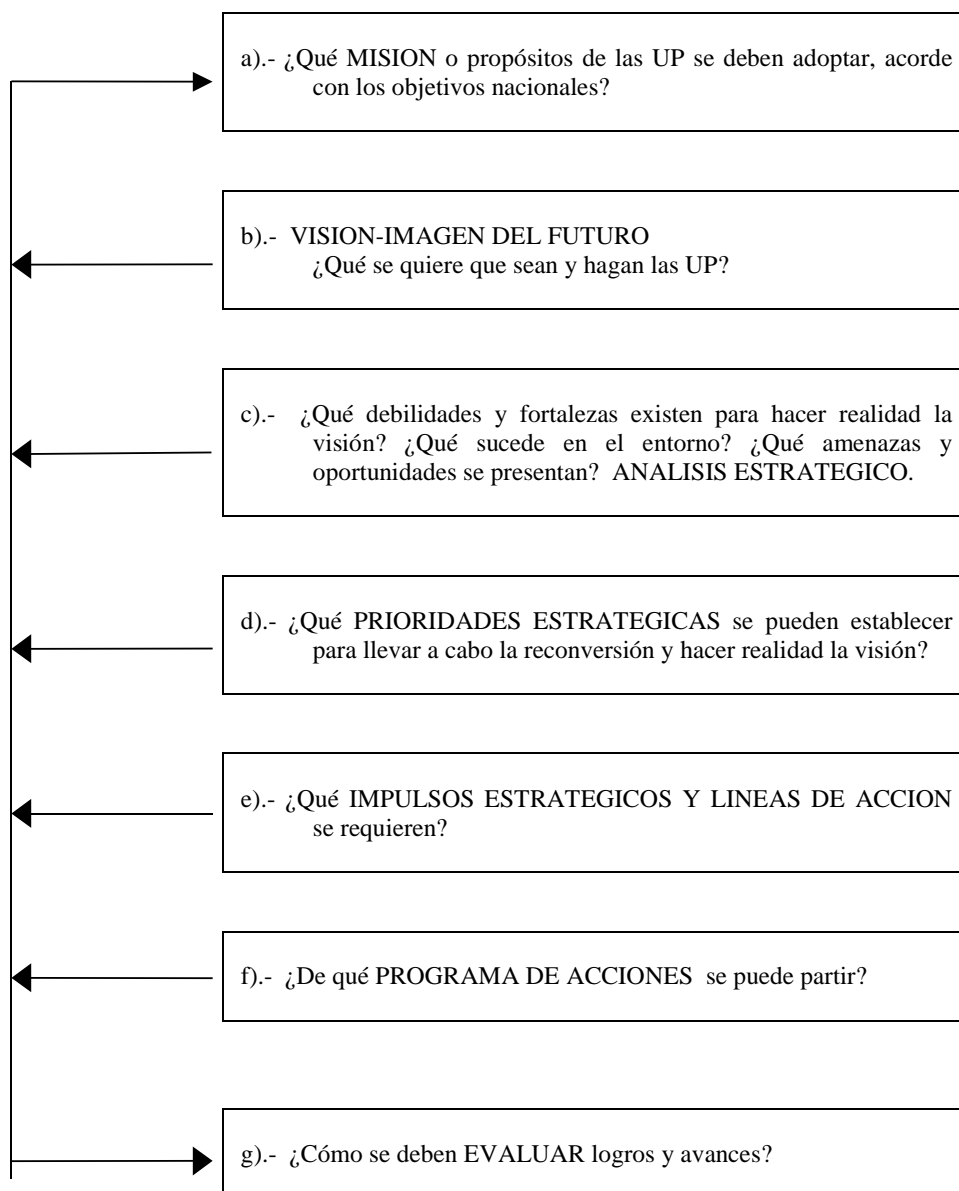 a).- ¿Qué MISION o propósitos de las UP se deben adoptar, acorde
con los objetivos nacionales?
b).- VISION-IMAGEN DEL FUTURO
¿Qué se quiere que sean y hagan las UP?
c).- ¿Qué debilidades y fortalezas existen para hacer realidad la
visión? ¿Qué sucede en el entorno? ¿Qué amenazas y
oportunidades se presentan? ANALISIS ESTRATEGICO.
d).- ¿Qué PRIORIDADES ESTRATEGICAS se pueden establecer
para llevar a cabo la reconversión y hacer realidad la visión?
e).- ¿Qué IMPULSOS ESTRATEGICOS Y LINEAS DE ACCION
se requieren?
f).- ¿De qué PROGRAMA DE ACCIONES se puede partir?
g).- ¿Cómo se deben EVALUAR logros y avances?